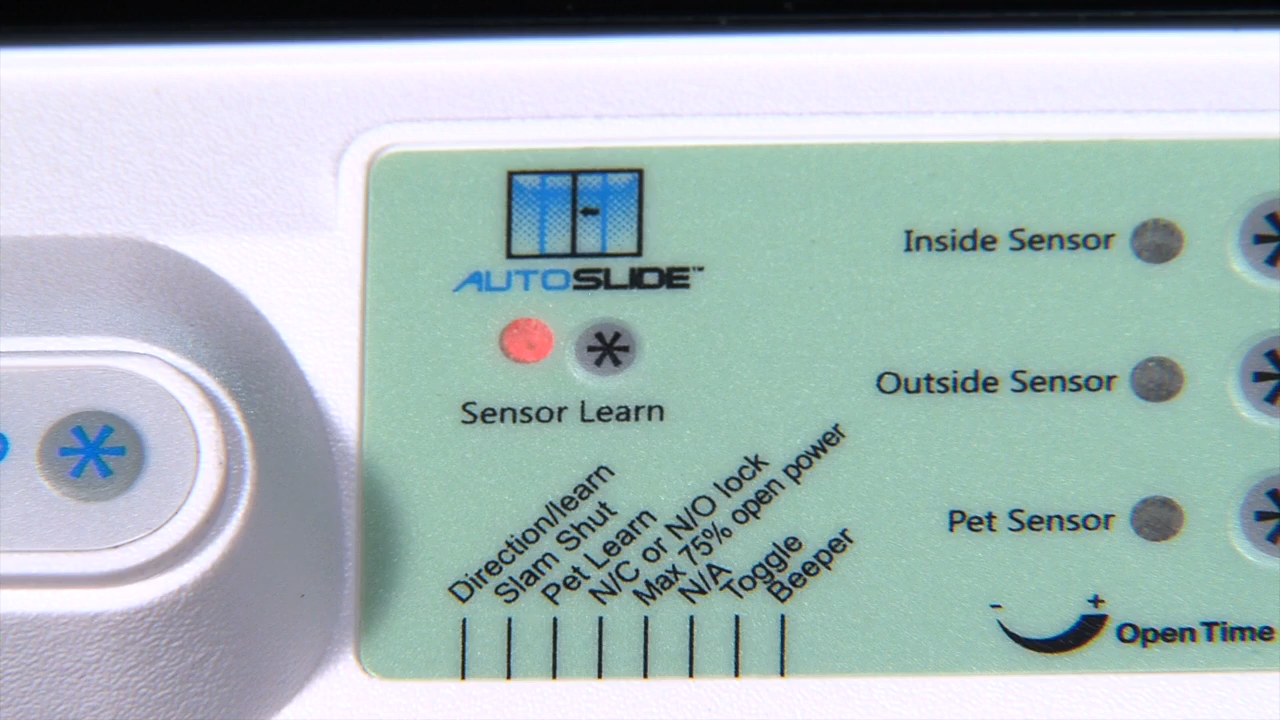 AUTOSLIDE™
Sensor Learn
Direction/learn
Slam Shut
Pet Learn
N/C or N/O lock
Max 75% open power
N/A
Toggle
Beeper
Inside Sensor
Outside Sensor
Pet Sensor
- +
Open Time